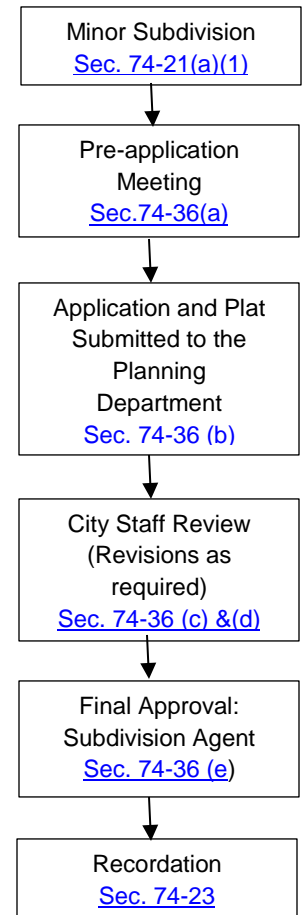 Minor Subdivision
Sec. 74-21(a)(1)
Pre-application
Meeting
Sec.74-36(a)
Application and Plat
Submitted to the
Planning
Department
Sec. 74-36 (b)
City Staff Review
(Revisions as
required)
Sec. 74-36 (c) &(d)
Final Approval:
Subdivision Agent
Sec. 74-36 (e)
Recordation
Sec. 74-23